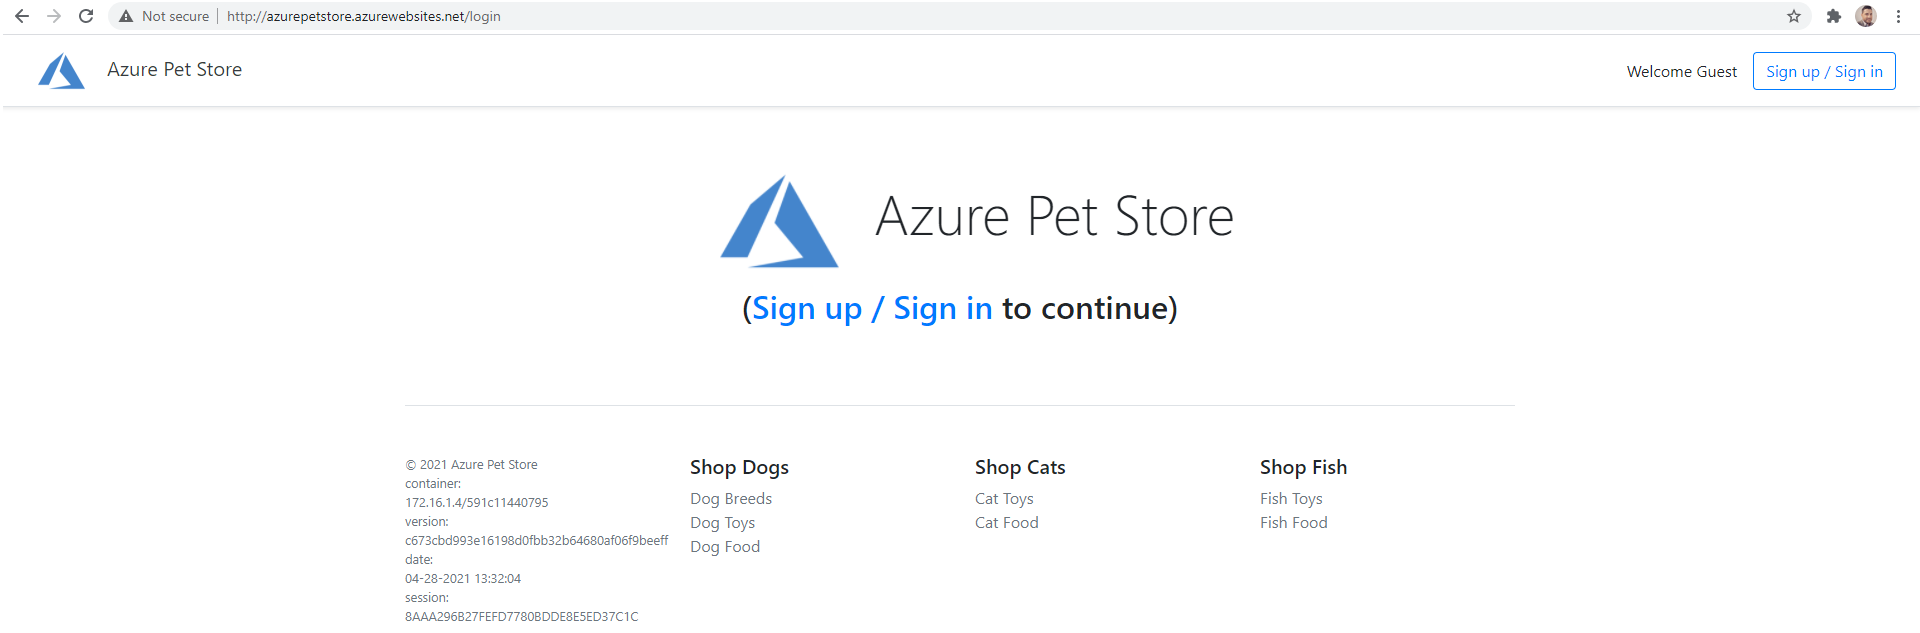 Not secure | http://azurepetstore.azurewebsites.net/login
Azure Pet Store
Welcome Guest
Sign up / Sign in
Azure Pet Store
(Sign up / Sign in to continue)
© 2021 Azure Pet Store
container:
172.16.1.4/591c11440795
version:
c673cbd993e16198d0fbb32b64680af06f9beeff
date:
04-28-2021 13:32:04
session:
8AAA296B27FEFD7780BDDE8E5ED37C1C
Shop Dogs
Dog Breeds
Dog Toys
Dog Food
Shop Cats
Cat Toys
Cat Food
Shop Fish
Fish Toys
Fish Food